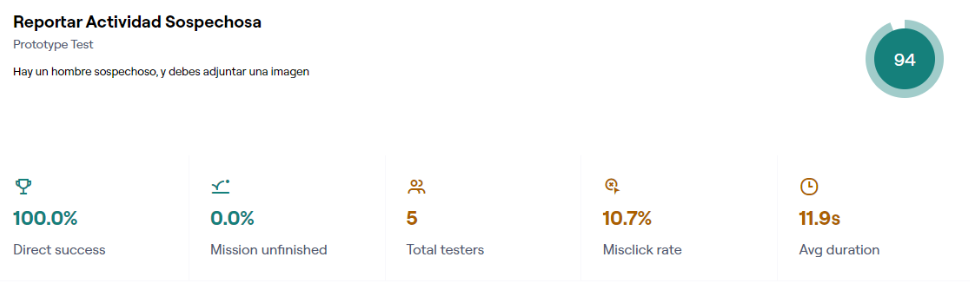 Reportar Actividad Sospechosa
Prototype Test
Hay un hombre sospechoso, y debes adjuntar una imagen
94
100.0%
Direct success
0.0%
Mission unfinished
5
Total testers
10.7%
Misclick rate
11.9s
Avg duration